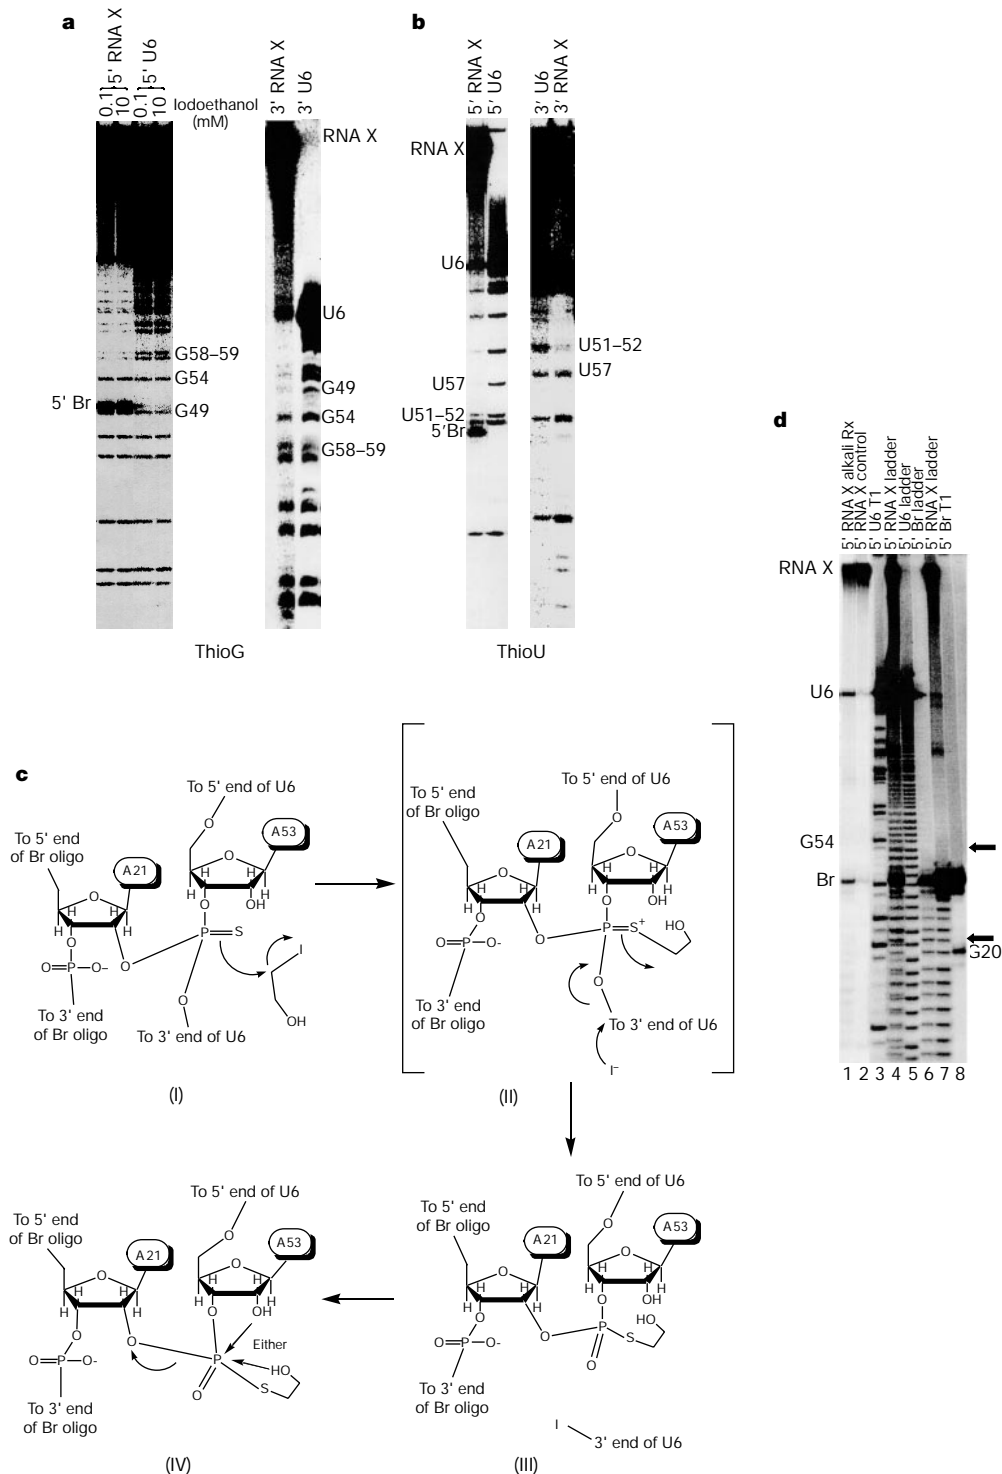 a
0.1
10
5' RNA X
0.1
10
5' U6
Iodoethanol
(mM)
3' RNA X
3' U6
RNA X
U6
G58–59
G54
G49
5' Br
G49
G54
G58–59
ThioG
b
5' RNA X
5' U6
3' U6
3' RNA X
RNA X
U6
U57
U51–52
5'Br
U51–52
U57
ThioU
c
To 5' end
of Br oligo
A21
To 5' end of U6
O
A53
O
H
H
H
H
O
H
H
H
OH
O
O=P–O-
O
O
P=S
O
I
OH
To 3' end
of Br oligo
To 3' end of U6
(I)
To 5' end
of Br oligo
A21
To 5' end of U6
O
A53
O
H
H
H
H
O
H
H
H
OH
O
O=P–O-
O
O
P=S+
HO
O
To 3' end
of Br oligo
To 3' end of U6
I–
(II)
To 5' end
of Br oligo
A21
To 5' end of U6
O
A53
O
H
H
H
H
O
H
H
H
OH
O
O=P–O-
O
O
P
S
HO
O
To 3' end
of Br oligo
I
3' end of U6
(III)
To 5' end
of Br oligo
A21
To 5' end of U6
O
A53
O
H
H
H
H
O
H
H
H
OH
O
O=P–O-
O
O
Either
P
HO
O
S
To 3' end
of Br oligo
(IV)
d
5' RNA X alkali Rx
5' RNA X control
5' U6 T1
5' RNA X ladder
5' U6 ladder
5' Br ladder
5' RNA X ladder
5' Br T1
RNA X
U6
G54
Br
G20
1 2 3 4 5 6 7 8